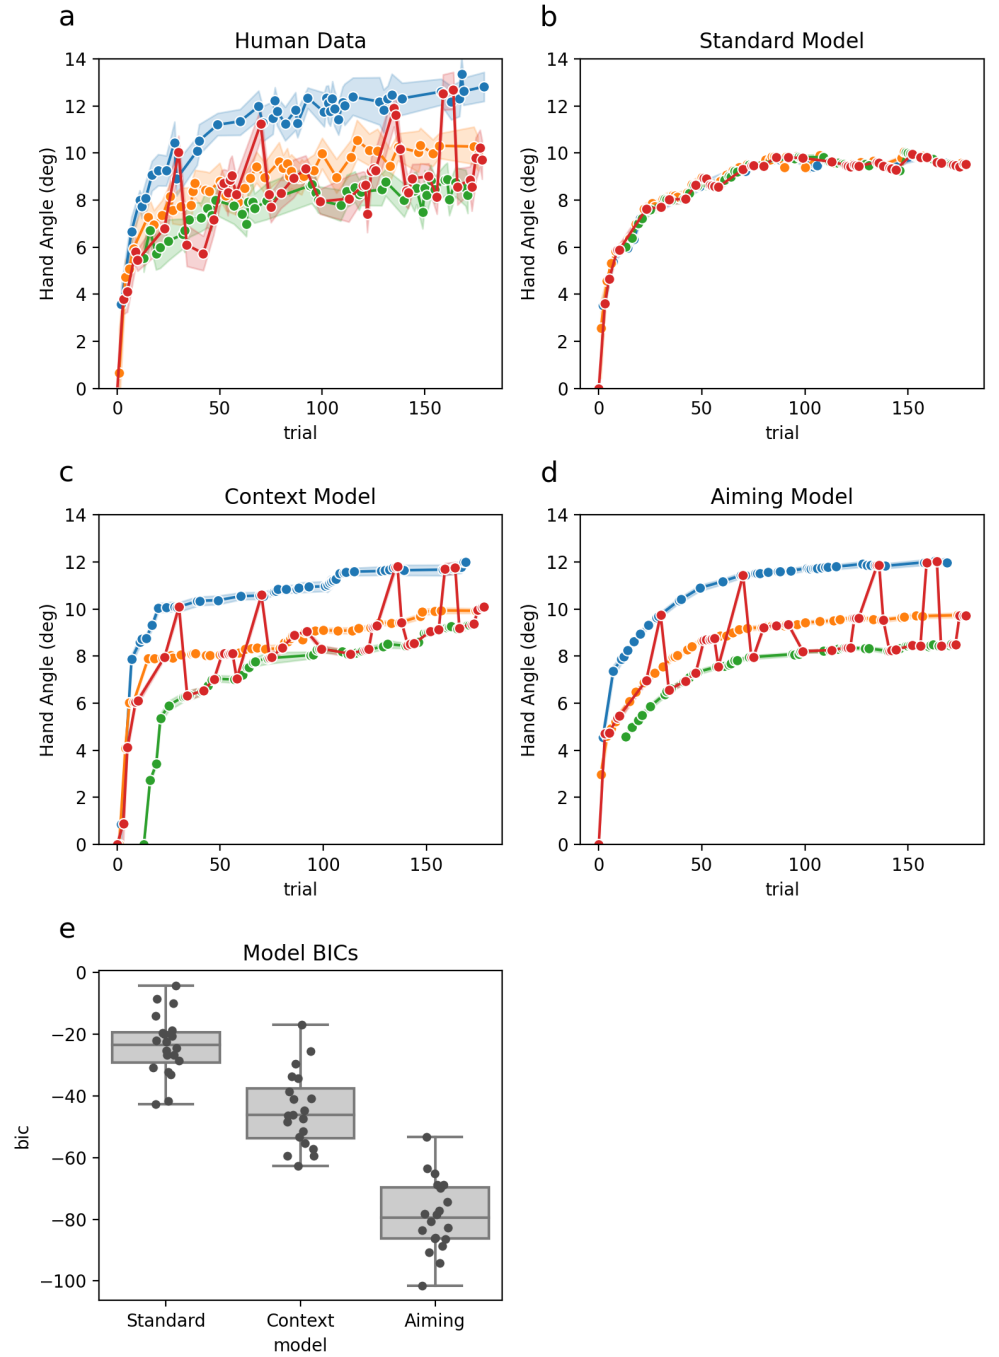 a
Human Data
Hand Angle (deg)
14
12
10
8
6
4
2
0
0 50 100 150
trial
b
Standard Model
Hand Angle (deg)
14
12
10
8
6
4
2
0
0 50 100 150
trial
c
Context Model
Hand Angle (deg)
14
12
10
8
6
4
2
0
0 50 100 150
trial
d
Aiming Model
Hand Angle (deg)
14
12
10
8
6
4
2
0
0 50 100 150
trial
e
Model BICs
bic
0
−20
−40
−60
−80
−100
Standard Context Aiming
model